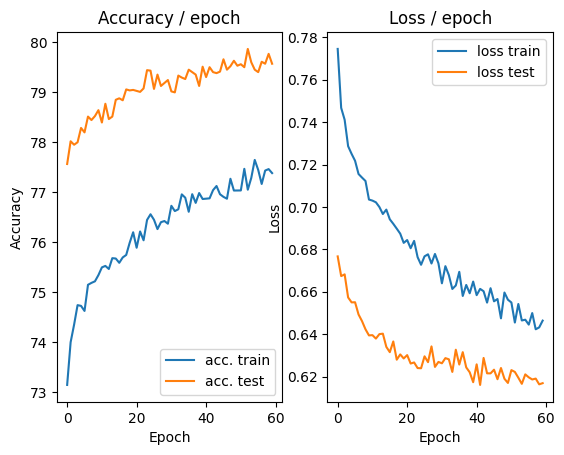 Accuracy / epoch
80
79
78
77
76
75
74
73
Accuracy
0
20
40
60
Epoch
acc. train
acc. test
Loss / epoch
0.78
0.76
0.74
0.72
0.70
0.68
0.66
0.64
0.62
Loss
0
20
40
60
Epoch
loss train
loss test